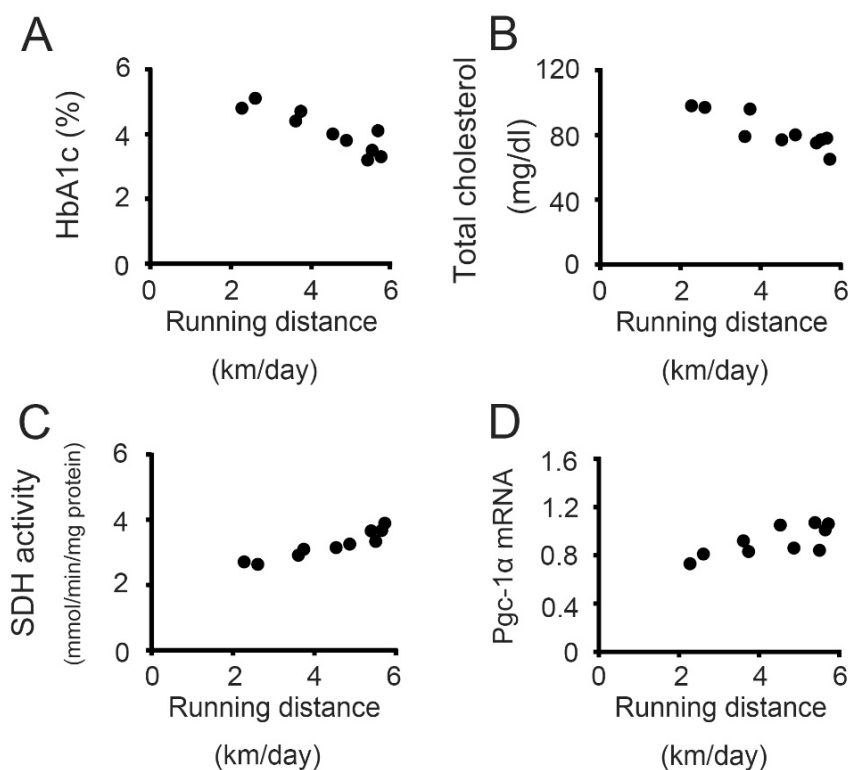 A
HbA1c (%)
6
4
2
0
0 2 4 6
Running distance
(km/day)
B
Total cholesterol
(mg/dl)
120
80
40
0
0 2 4 6
Running distance
(km/day)
C
SDH activity
(mmol/min/mg protein)
6
4
2
0
0 2 4 6
Running distance
(km/day)
D
Pgc-1α mRNA
1.6
1.2
0.8
0.4
0
0 2 4 6
Running distance
(km/day)